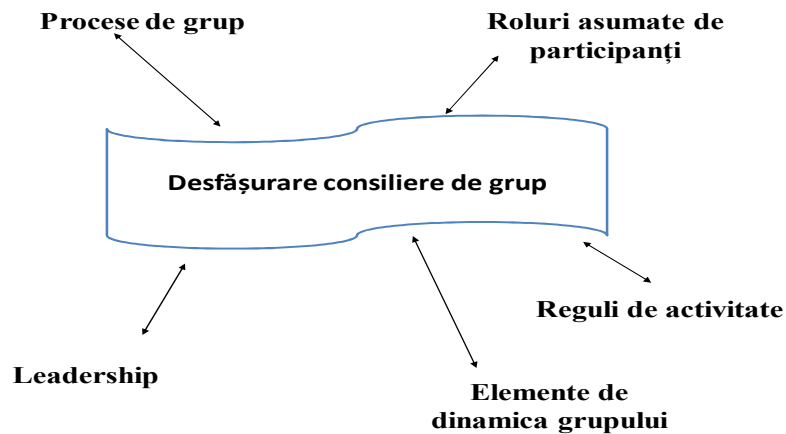 Procese de grup
Roluri asumate de
participanți
Desfășurare consiliere de grup
Reguli de activitate
Leadership
Elemente de
dinamica grupului